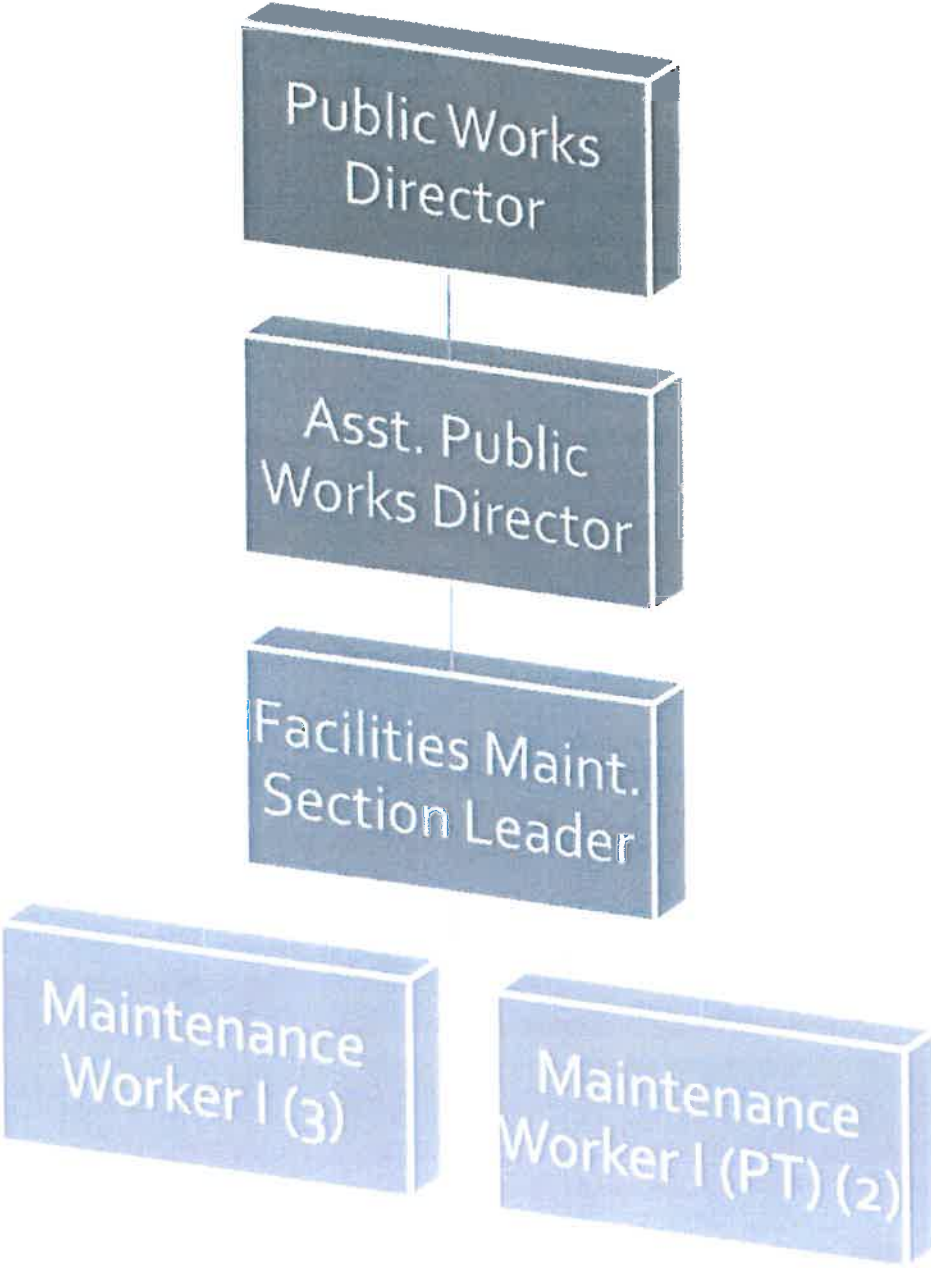 Public Works
Director
Asst. Public
Works Director
Facilities Maint.
Section Leader
Maintenance
Worker I (3)
Maintenance
Worker I (PT) (2)